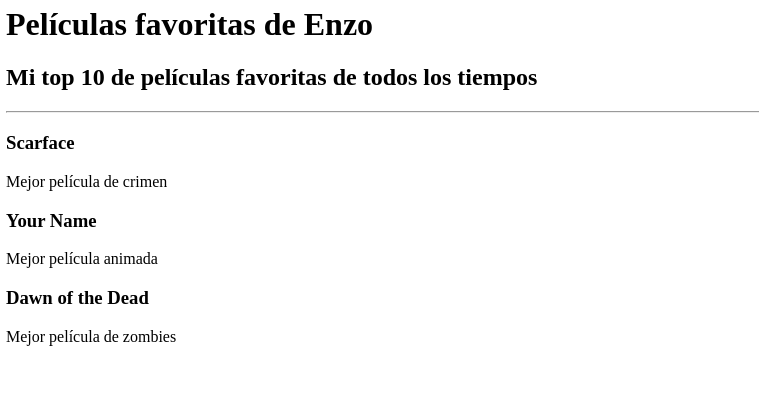 Películas favoritas de Enzo
Mi top 10 de películas favoritas de todos los tiempos
Scarface
Mejor película de crimen
Your Name
Mejor película animada
Dawn of the Dead
Mejor película de zombies